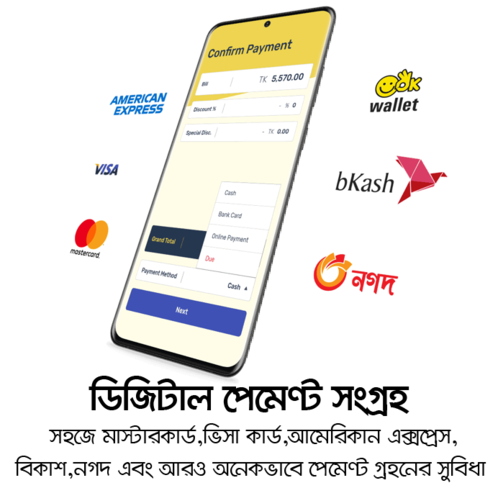 Confirm Payment
Bill TK 5,570.00
Discount % - % 0
Special Disc. - TK 0.00
Cash
Bank Card
Online Payment
Due
Grand Total
Payment Method Cash
Next
AMERICAN
EXPRESS
VISA
mastercard
OK
wallet
bKash
নগদ
ডিজিটাল পেমেণ্ট সংগ্রহ
সহজে মাস্টারকার্ড,ভিসা কার্ড,আমেরিকান এক্সপ্রেস,
বিকাশ,নগদ এবং আরও অনেকভাবে পেমেণ্ট গ্রহনের সুবিধা